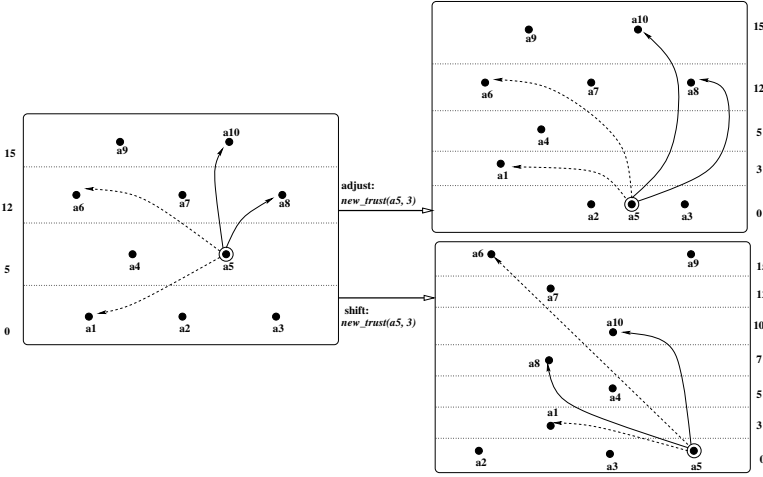 a9
a10
15
a6
a7
a8
12
a4
a5
5
a1
a2
a3
0
adjust:
new_trust(a5, 3)
shift:
new_trust(a5, 3)
a9
a10
15
a6
a7
a8
12
a4
5
a1
3
a2
a5
a3
0
a6
a9
a7
a10
10
a8
7
a4
5
a1
3
a2
a3
a5
0